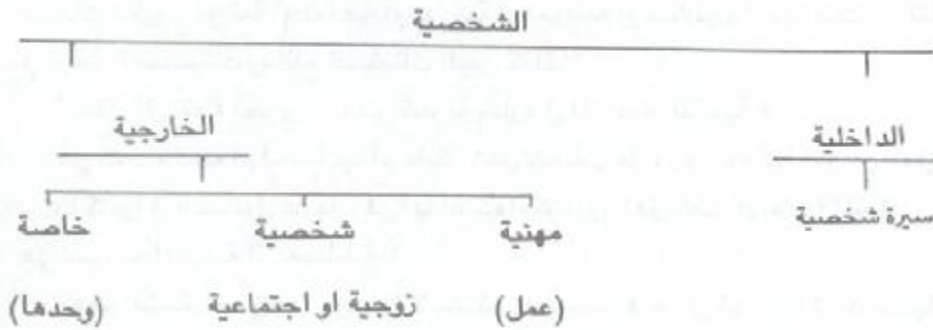 الشخصية
الداخلية
الخارجية
سيرة شخصية
مهنية
شخصية
خاصة
(عمل)
زوجية او اجتماعية
(وحدها)